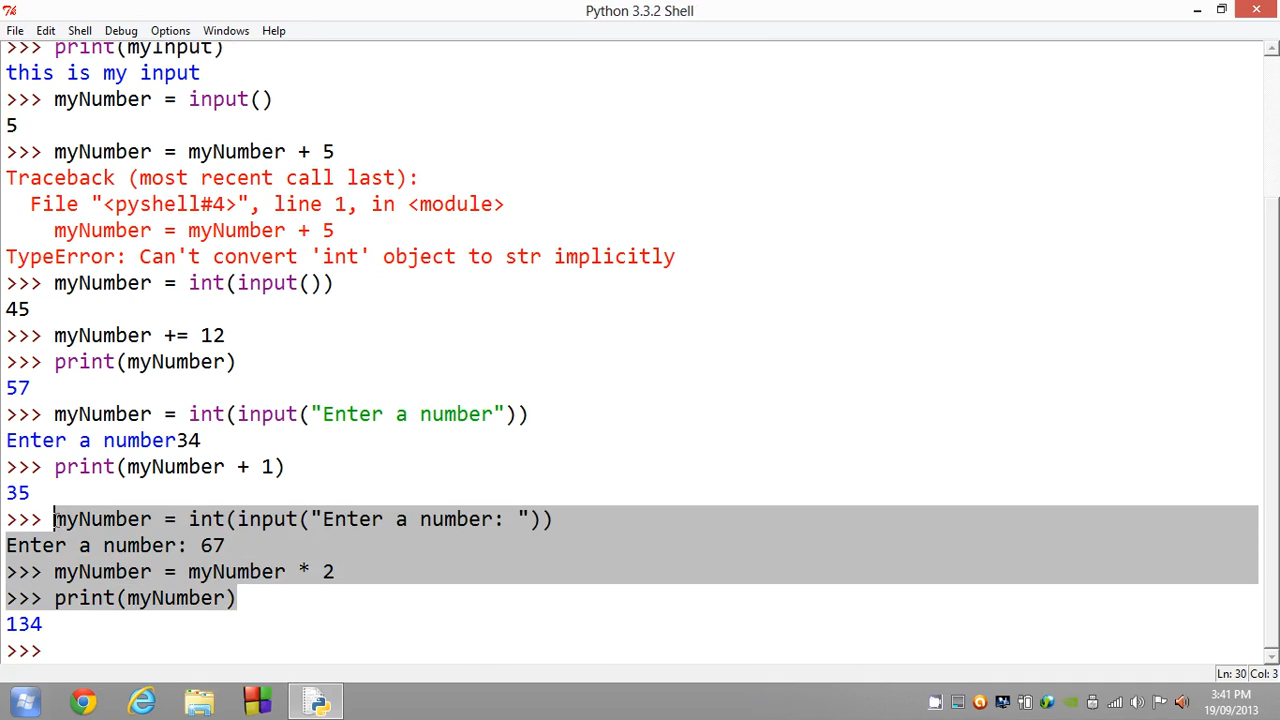 Python 3.3.2 Shell
File Edit Shell Debug Options Windows Help
>>> print(myInput)
this is my input
>>> myNumber = input()
5
>>> myNumber = myNumber + 5
Traceback (most recent call last):
  File "<pyshell#4>", line 1, in <module>
    myNumber = myNumber + 5
TypeError: Can't convert 'int' object to str implicitly
>>> myNumber = int(input())
45
>>> myNumber += 12
>>> print(myNumber)
57
>>> myNumber = int(input("Enter a number"))
Enter a number34
>>> print(myNumber + 1)
35
>>> myNumber = int(input("Enter a number: "))
Enter a number: 67
>>> myNumber = myNumber * 2
>>> print(myNumber)
134
>>>
Ln: 30 Col: 3
3:41 PM
19/09/2013